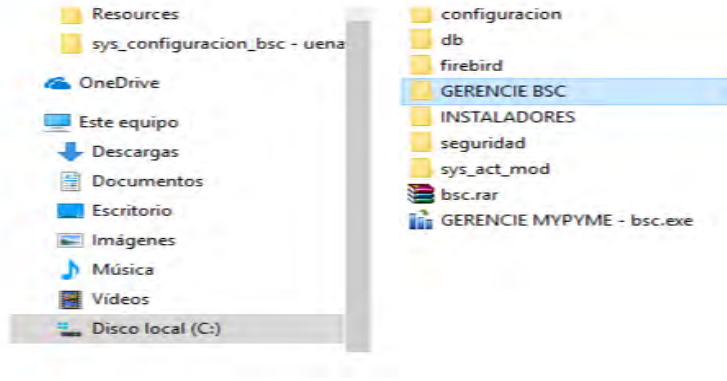 Resources
sys_configuracion_bsc - uena
OneDrive
Este equipo
Descargas
Documentos
Escritorio
Imágenes
Música
Vídeos
Disco local (C:)
configuracion
db
firebird
GERENCIE BSC
INSTALADORES
seguridad
sys_act_mod
bsc.rar
GERENCIE MYPYME - bsc.exe